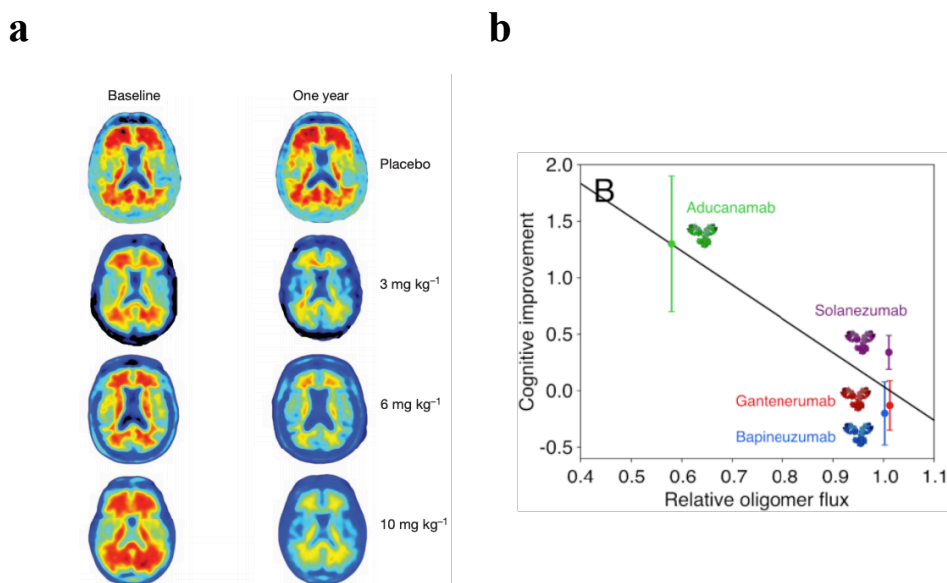 a
b
Baseline
One year
Placebo
3 mg kg⁻¹
6 mg kg⁻¹
10 mg kg⁻¹
B
Cognitive improvement
2.0
1.5
1.0
0.5
0.0
-0.5
Aducanamab
Solanezumab
Gantenerumab
Bapineuzumab
0.4 0.5 0.6 0.7 0.8 0.9 1.0 1.1
Relative oligomer flux